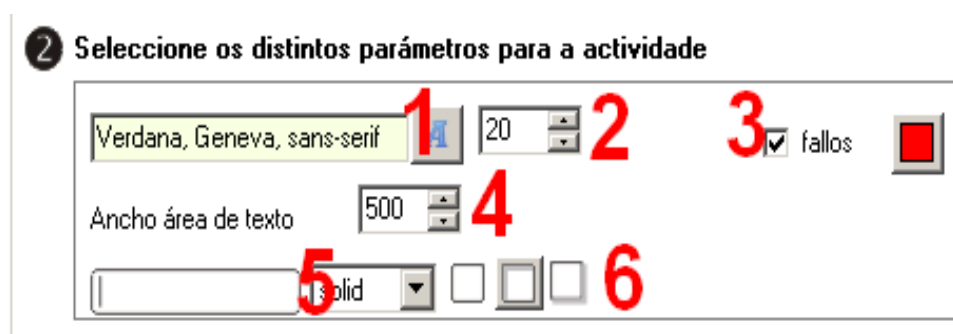 2 Seleccione os distintos parámetros para a actividade
Verdana, Geneva, sans-serif 1 A 20 2 3 fallos
Ancho área de texto 500 4
5 solid 6